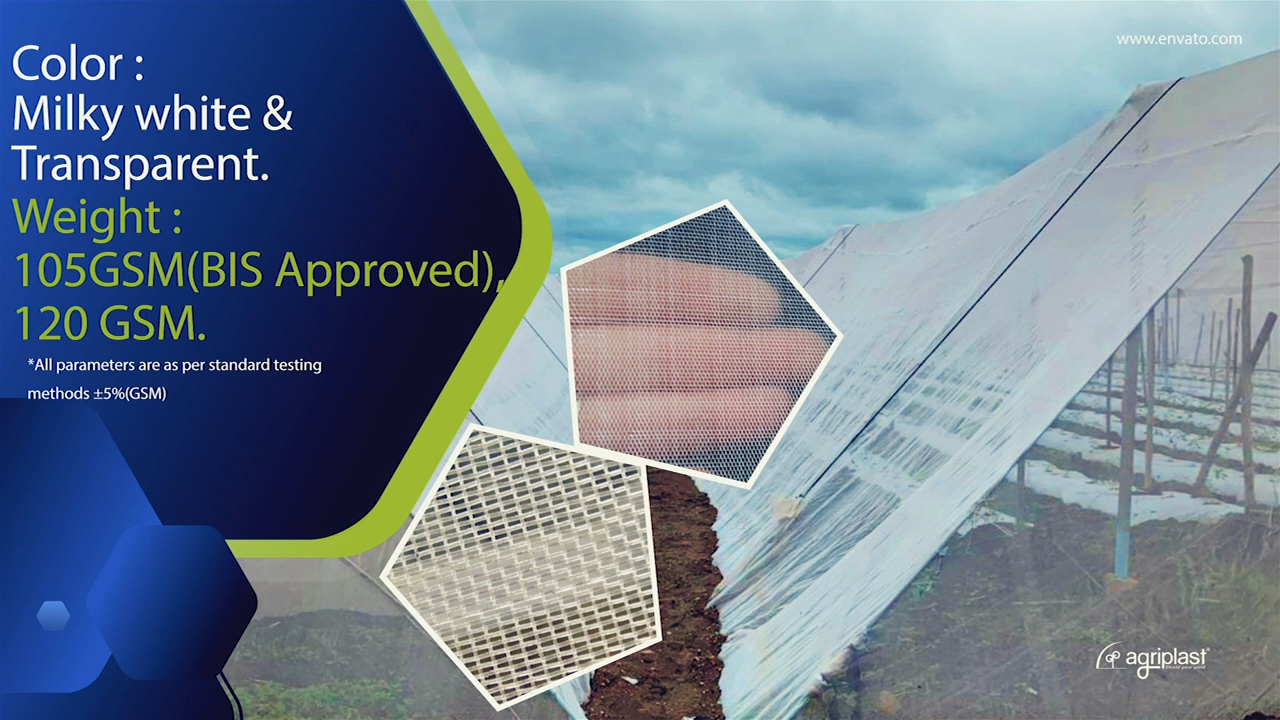 Color :
Milky white &
Transparent.
Weight :
105GSM(BIS Approved),
120 GSM.
*All parameters are as per standard testing
methods ±5%(GSM)
www.envato.com
agriplast